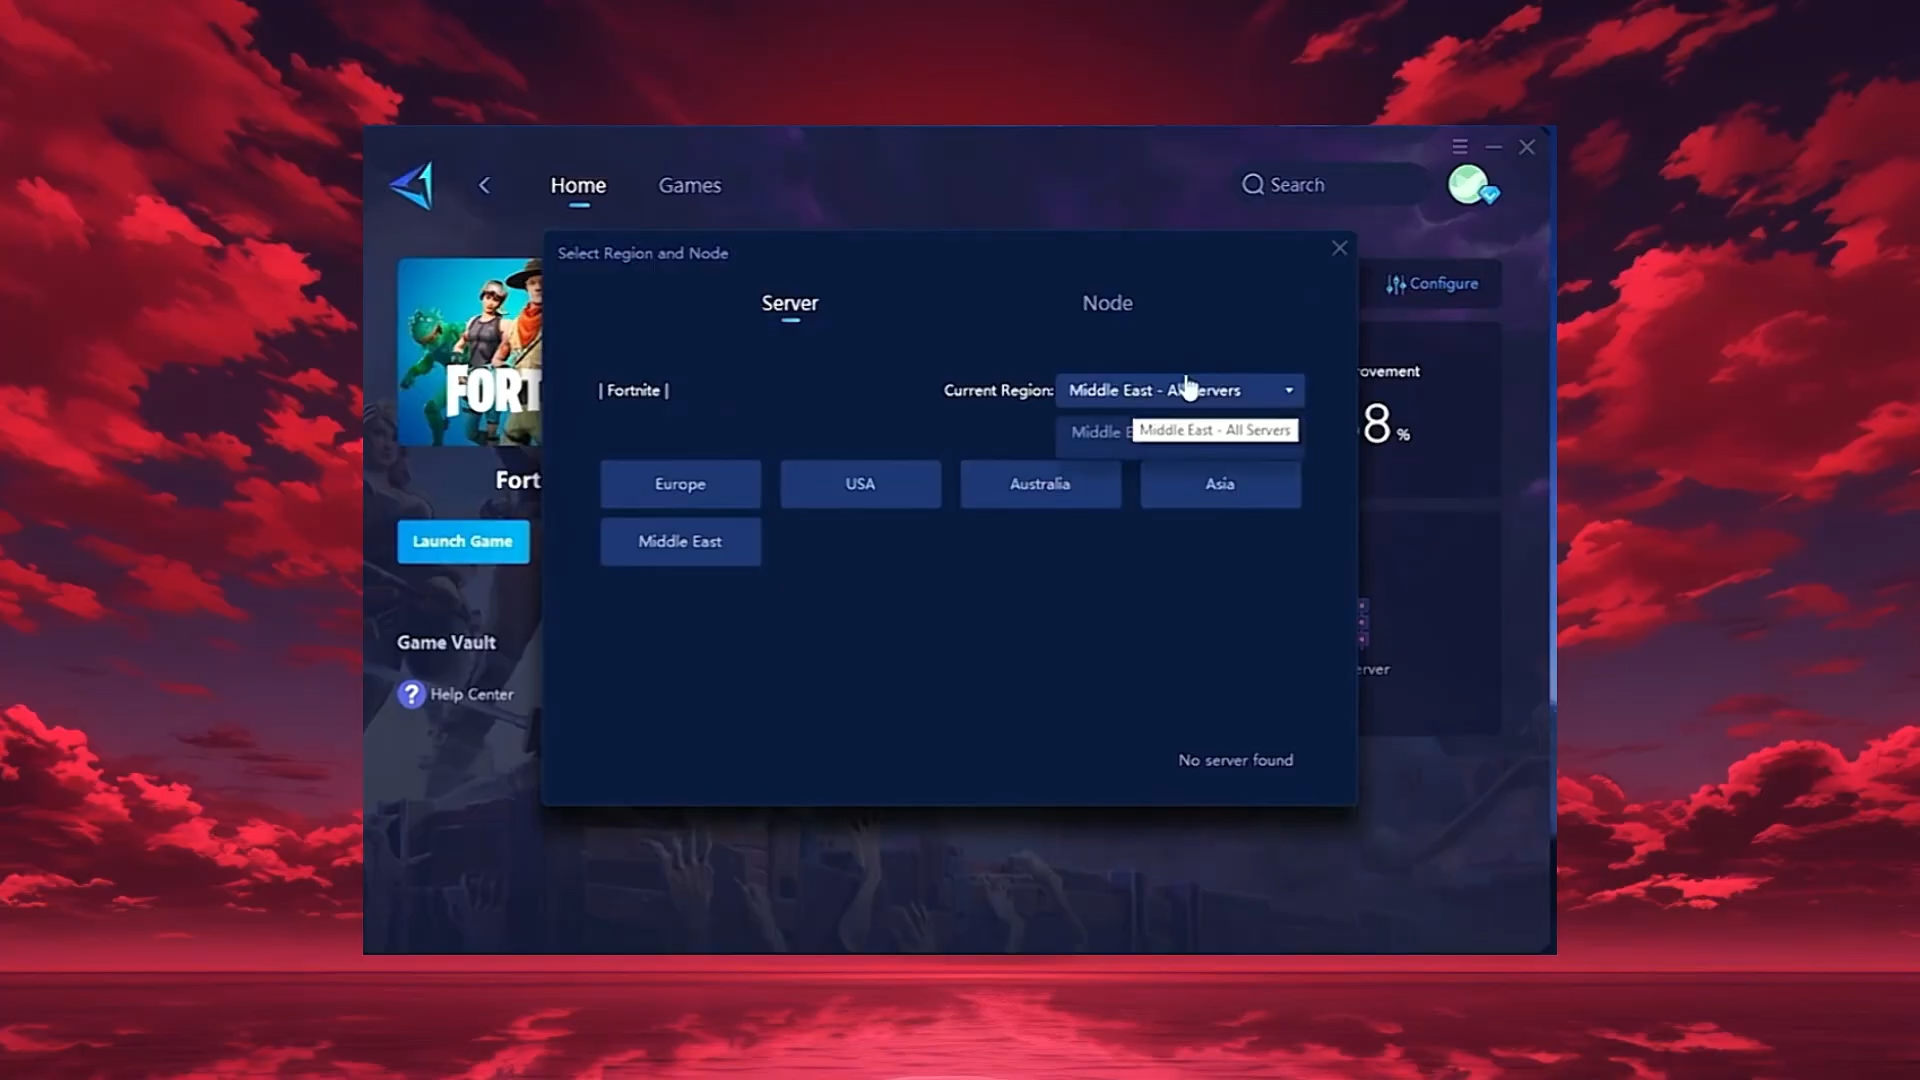 Home
Games
Search
Select Region and Node
Configure
Server
Node
ovement
| Fortnite |
Current Region:
Middle East - All Servers
8 %
FORT
Middle E
Middle East - All Servers
Fort
Europe
USA
Australia
Asia
Launch Game
Middle East
Game Vault
erver
? Help Center
No server found